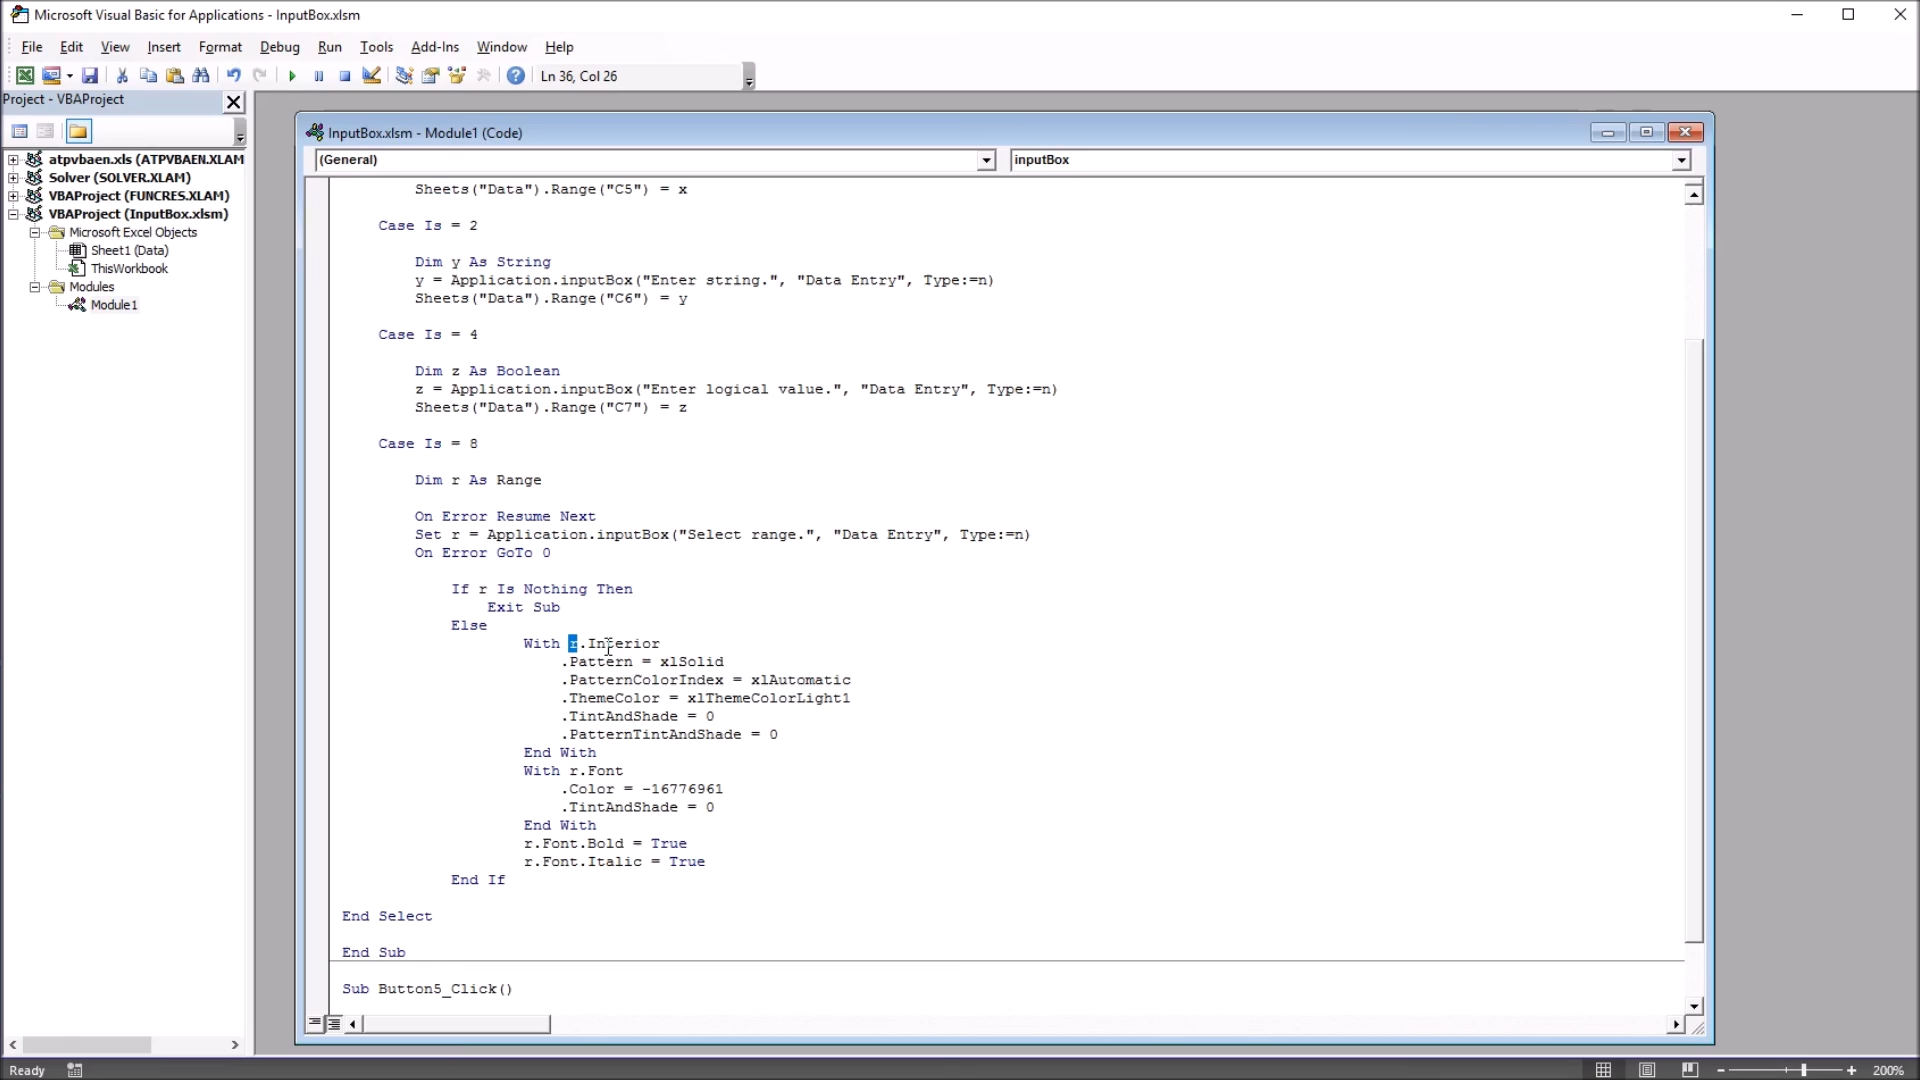 Microsoft Visual Basic for Applications - InputBox.xlsm
File Edit View Insert Format Debug Run Tools Add-Ins Window Help
Ln 36, Col 26
Project - VBAProject
atpvbaen.xls (ATPVBAEN.XLAM
Solver (SOLVER.XLAM)
VBAProject (FUNCRES.XLAM)
VBAProject (InputBox.xlsm)
Microsoft Excel Objects
Sheet1 (Data)
ThisWorkbook
Modules
Module1
InputBox.xlsm - Module1 (Code)
(General)
inputBox
Sheets("Data").Range("C5") = x
Case Is = 2
Dim y As String
y = Application.inputBox("Enter string.", "Data Entry", Type:=n)
Sheets("Data").Range("C6") = y
Case Is = 4
Dim z As Boolean
z = Application.inputBox("Enter logical value.", "Data Entry", Type:=n)
Sheets("Data").Range("C7") = z
Case Is = 8
Dim r As Range
On Error Resume Next
Set r = Application.inputBox("Select range.", "Data Entry", Type:=n)
On Error GoTo 0
If r Is Nothing Then
Exit Sub
Else
With r.Interior
.Pattern = xlSolid
.PatternColorIndex = xlAutomatic
.ThemeColor = xlThemeColorLight1
.TintAndShade = 0
.PatternTintAndShade = 0
End With
With r.Font
.Color = -16776961
.TintAndShade = 0
End With
r.Font.Bold = True
r.Font.Italic = True
End If
End Select
End Sub
Sub Button5_Click()
Ready
200%